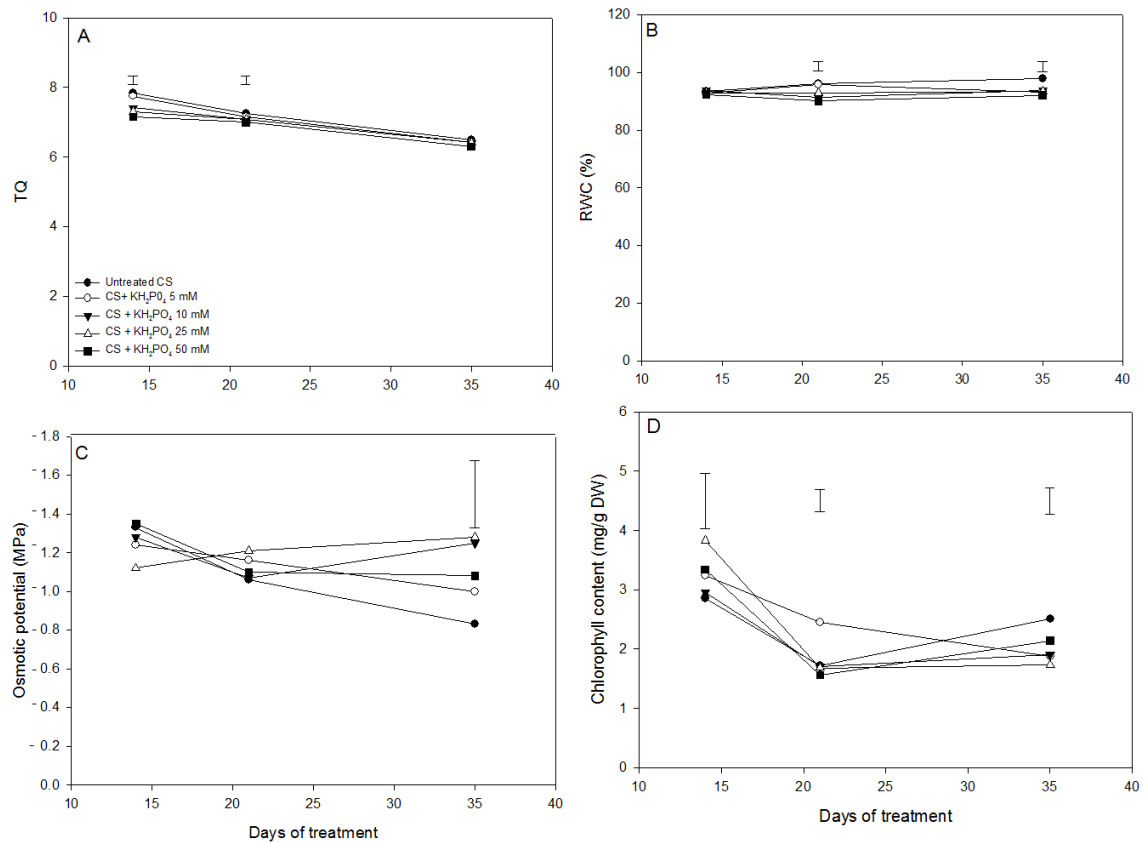 A
TQ
10
8
6
4
2
0
10 15 20 25 30 35 40
Untreated CS
CS+ KH₂P0₄ 5 mM
CS + KH₂PO₄ 10 mM
CS + KH₂PO₄ 25 mM
CS + KH₂PO₄ 50 mM
B
RWC (%)
120
100
80
60
40
20
0
10 15 20 25 30 35 40
C
Osmotic potential (MPa)
- 1.8
- 1.6
- 1.4
- 1.2
- 1.0
- 0.8
- 0.6
- 0.4
- 0.2
0.0
10 15 20 25 30 35 40
Days of treatment
D
Chlorophyll content (mg/g DW)
6
5
4
3
2
1
0
10 15 20 25 30 35 40
Days of treatment